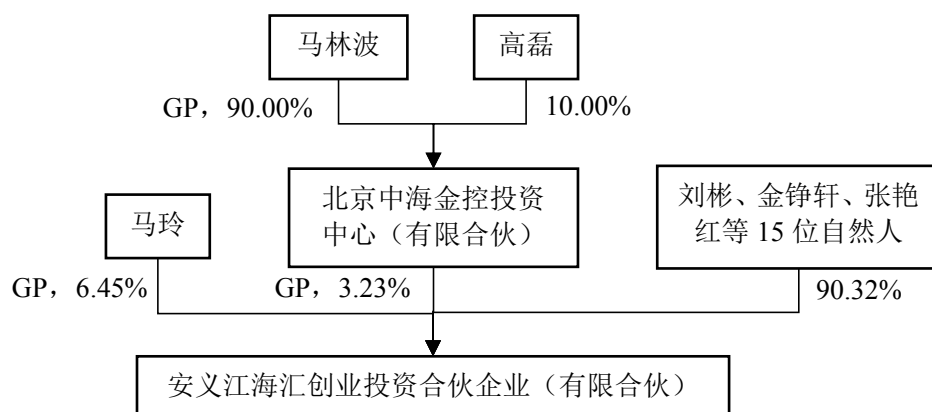 马林波
高磊
GP，90.00%
10.00%
北京中海金控投资
中心（有限合伙）
刘彬、金铮轩、张艳
红等 15 位自然人
马玲
GP，6.45%
GP，3.23%
90.32%
安义江海汇创业投资合伙企业（有限合伙）